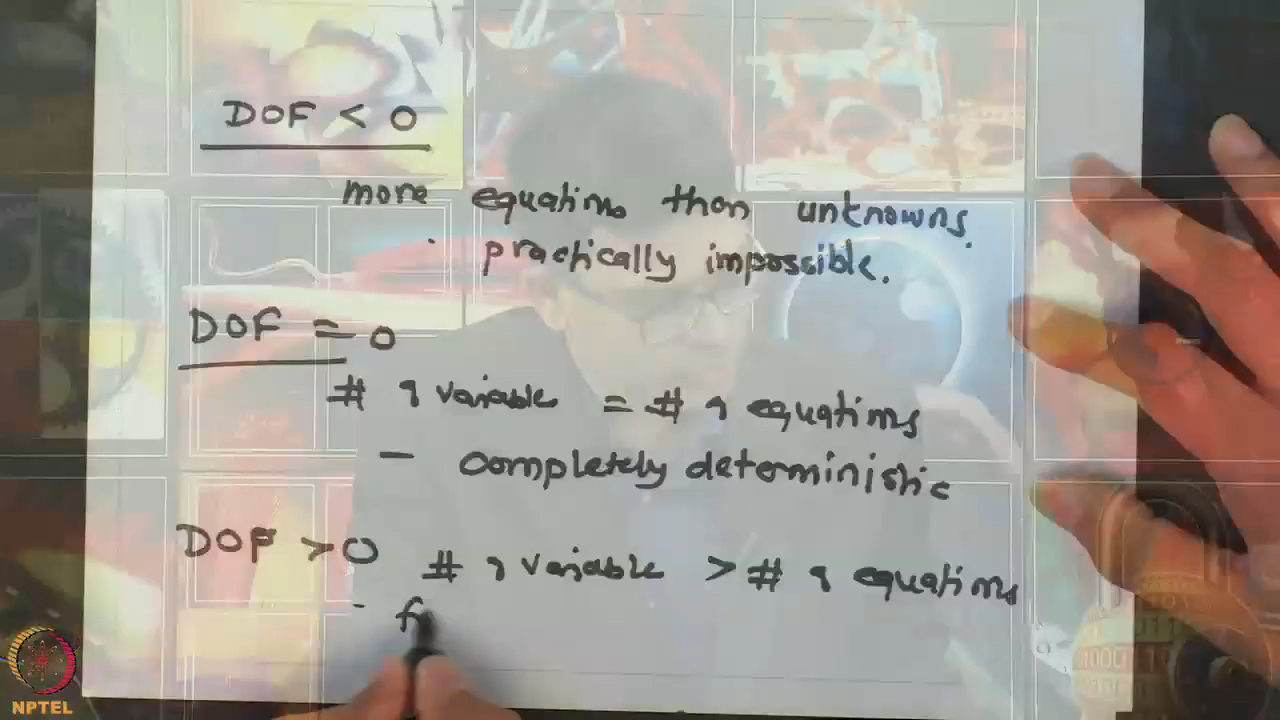 DOF < 0
more equations than unknowns.
· practically impossible.
DOF = 0
# of variable = # of equations
- completely deterministic
DOF > 0
# of variable > # of equations
- f
NPTEL